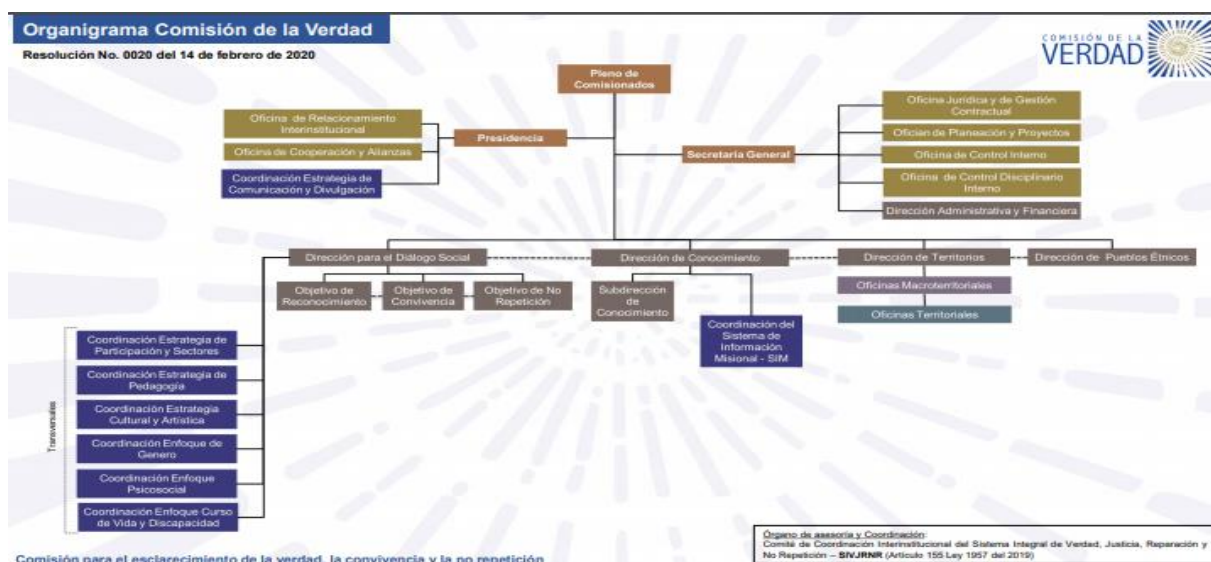 Organigrama Comisión de la Verdad
Resolución No. 0020 del 14 de febrero de 2020
COMISIÓN DE LA
VERDAD
Pleno de
Comisionados
Oficina de Relacionamiento
Interinstitucional
Oficina de Cooperación y Alianzas
Coordinación Estrategia de
Comunicación y Divulgación
Presidencia
Secretaría General
Oficina Jurídica y de Gestión
Contractual
Ofician de Planeación y Proyectos
Oficina de Control Interno
Oficina de Control Disciplinario
Interno
Dirección Administrativa y Financiera
Dirección para el Diálogo Social
Dirección de Conocimiento
Dirección de Territorios
Dirección de Pueblos Étnicos
Objetivo de
Reconocimiento
Objetivo de
Convivencia
Objetivo de No
Repetición
Subdirección
de
Conocimiento
Coordinación del
Sistema de
Información
Misional - SIM
Oficinas Macroterritoriales
Oficinas Territoriales
Transversales
Coordinación Estrategia de
Participación y Sectores
Coordinación Estrategia de
Pedagogía
Coordinación Estrategia
Cultural y Artística
Coordinación Enfoque de
Genero
Coordinación Enfoque
Psicosocial
Coordinación Enfoque Curso
de Vida y Discapacidad
Comisión para el esclarecimiento de la verdad, la convivencia y la no repetición
Órgano de asesoría y Coordinación:
Comité de Coordinación Interinstitucional del Sistema Integral de Verdad, Justicia, Reparación y
No Repetición – SIVJRNR (Artículo 155 Ley 1957 del 2019)